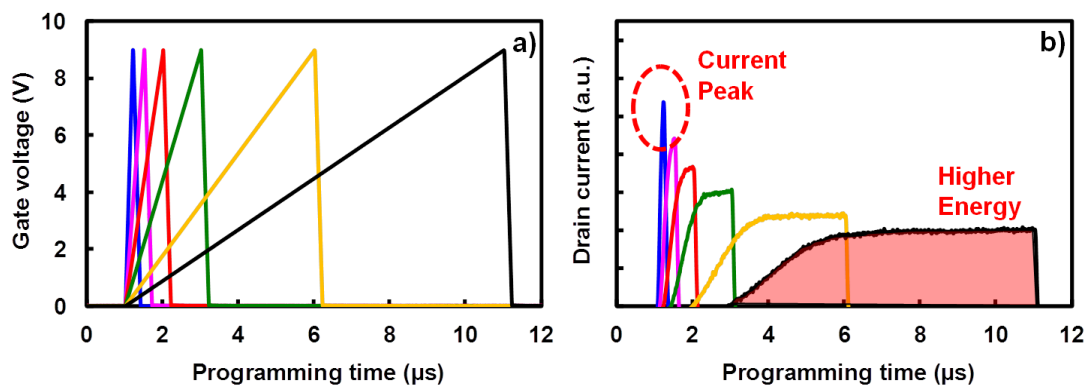 a)
Gate voltage (V)
10
8
6
4
2
0
0 2 4 6 8 10 12
Programming time (µs)
b)
Drain current (a.u.)
Current
Peak
Higher
Energy
0 2 4 6 8 10 12
Programming time (µs)